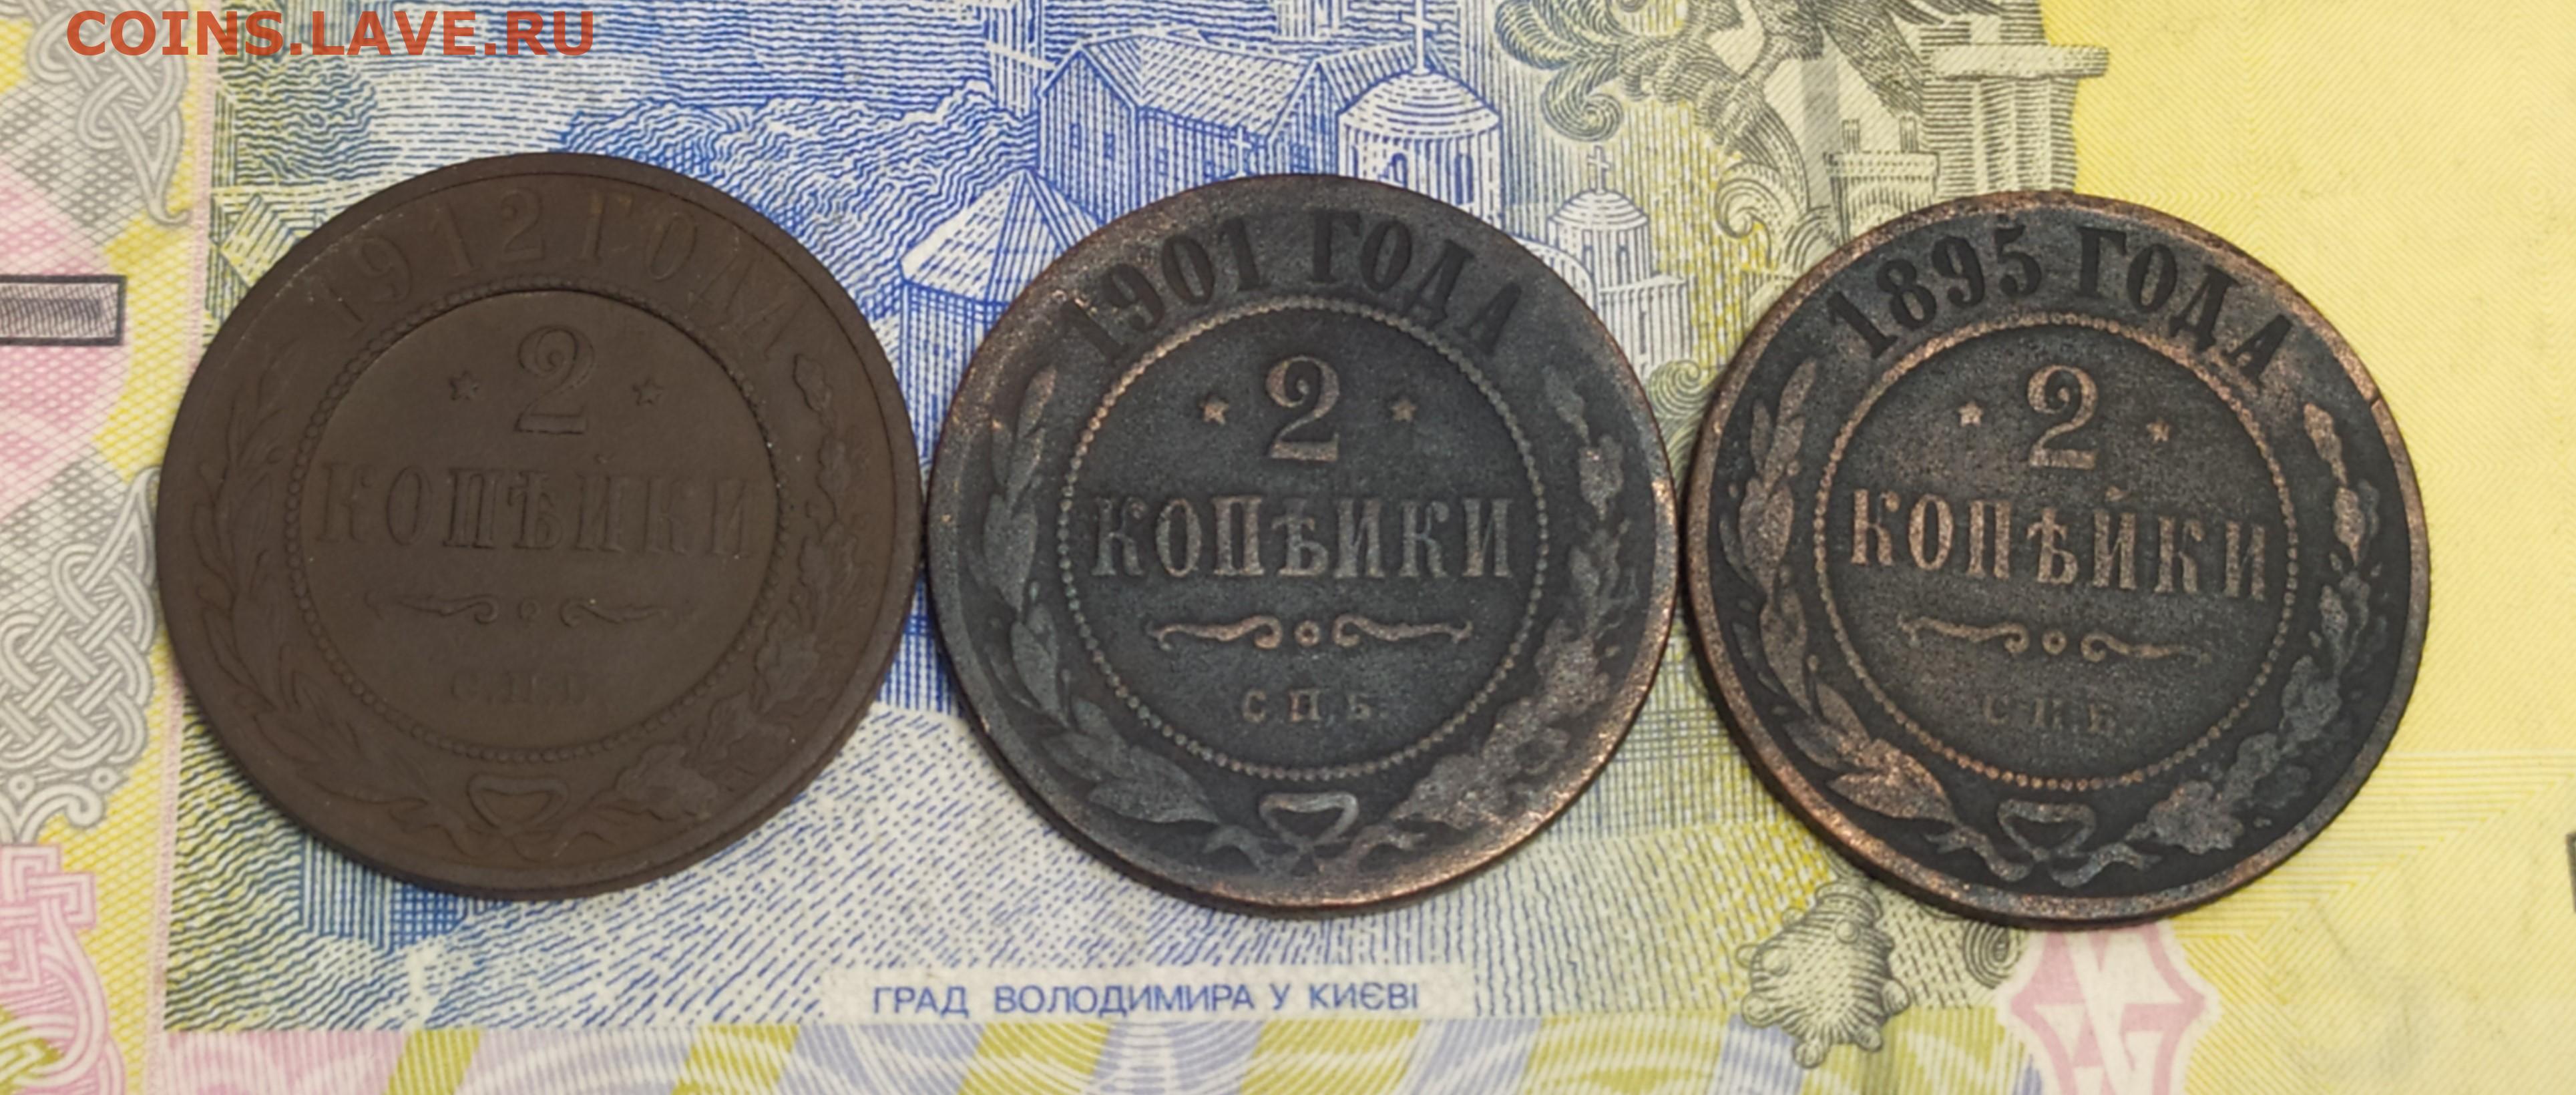 COINS.LAVE.RU
1912 ГОДА
2
КОПѢЙКИ
С.П.Б.
1901 ГОДА
2
КОПѢЙКИ
С.П.Б.
1895 ГОДА
2
КОПѢЙКИ
С.П.Б.
ГРАД ВОЛОДИМИРА У КИЄВІ